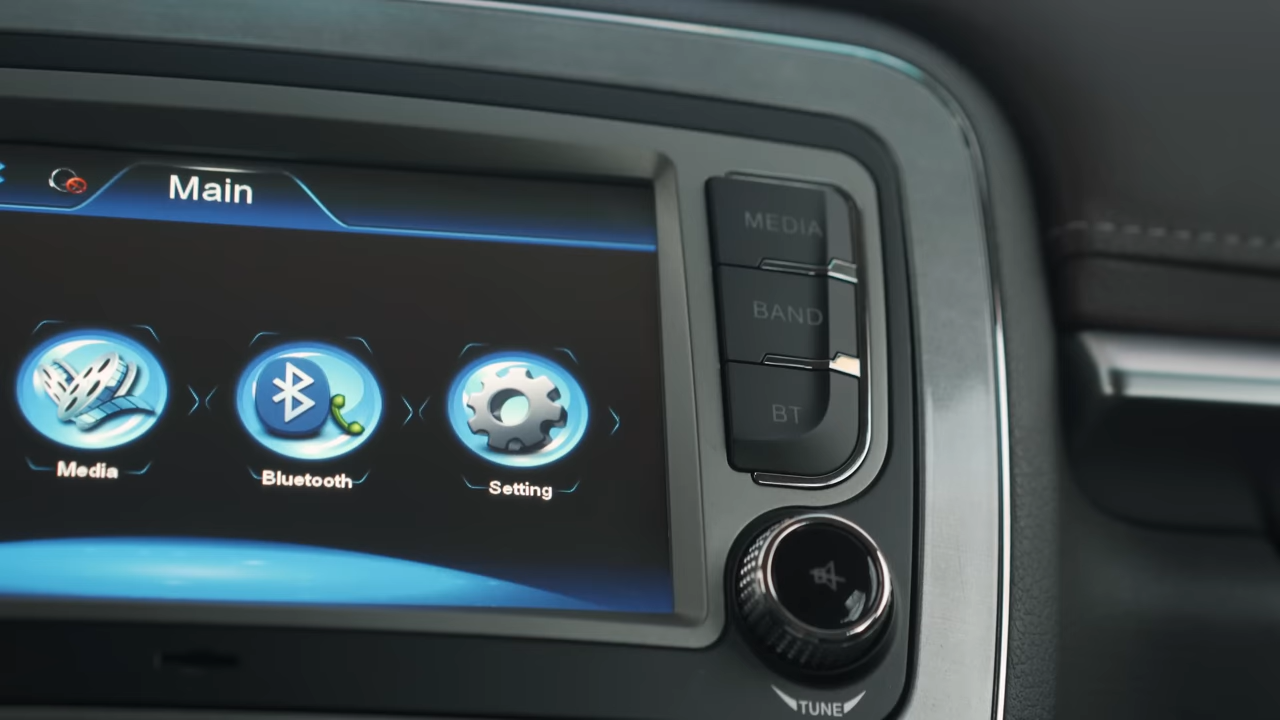 Main
MEDIA
BAND
BT
Media
Bluetooth
Setting
TUNE